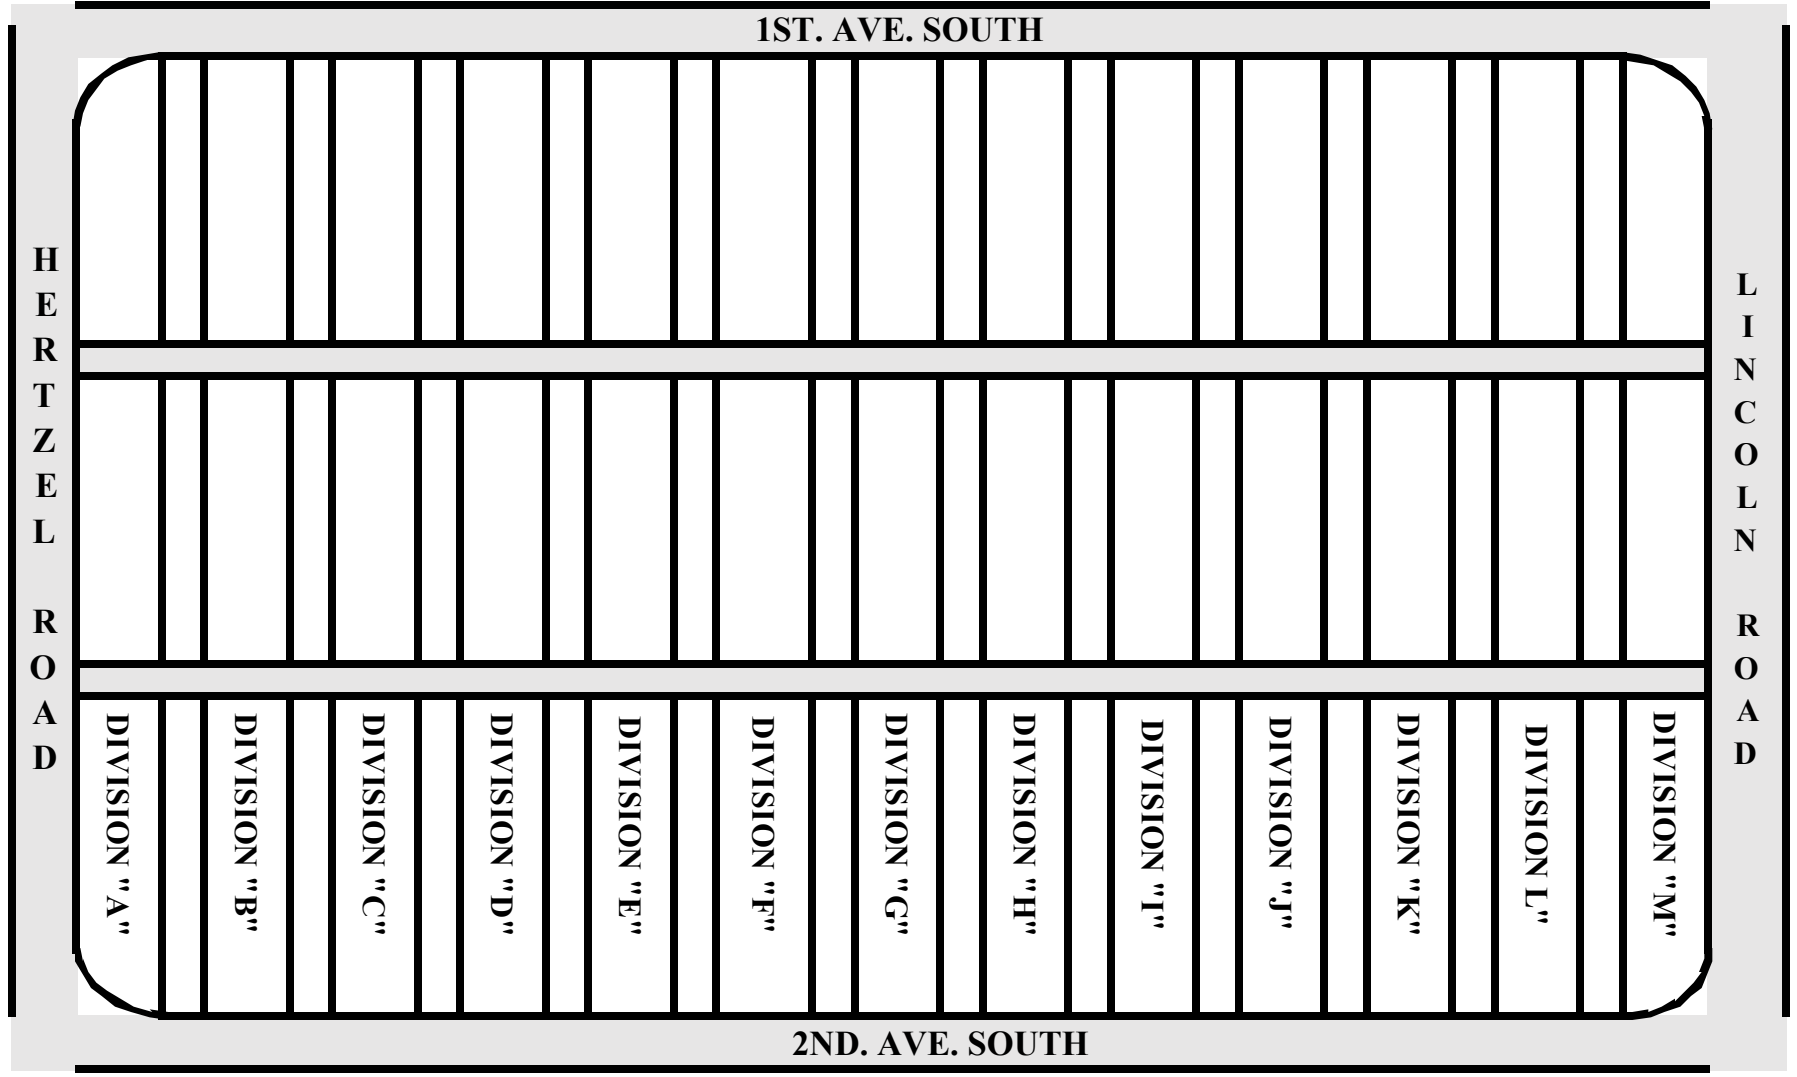 1ST. AVE. SOUTH
HERTZEL ROAD
LINCOLN ROAD
DIVISION "A"
DIVISION "B"
DIVISION "C"
DIVISION "D"
DIVISION "E"
DIVISION "F"
DIVISION "G"
DIVISION "H"
DIVISION "I"
DIVISION "J"
DIVISION "K"
DIVISION L"
DIVISION "M"
2ND. AVE. SOUTH